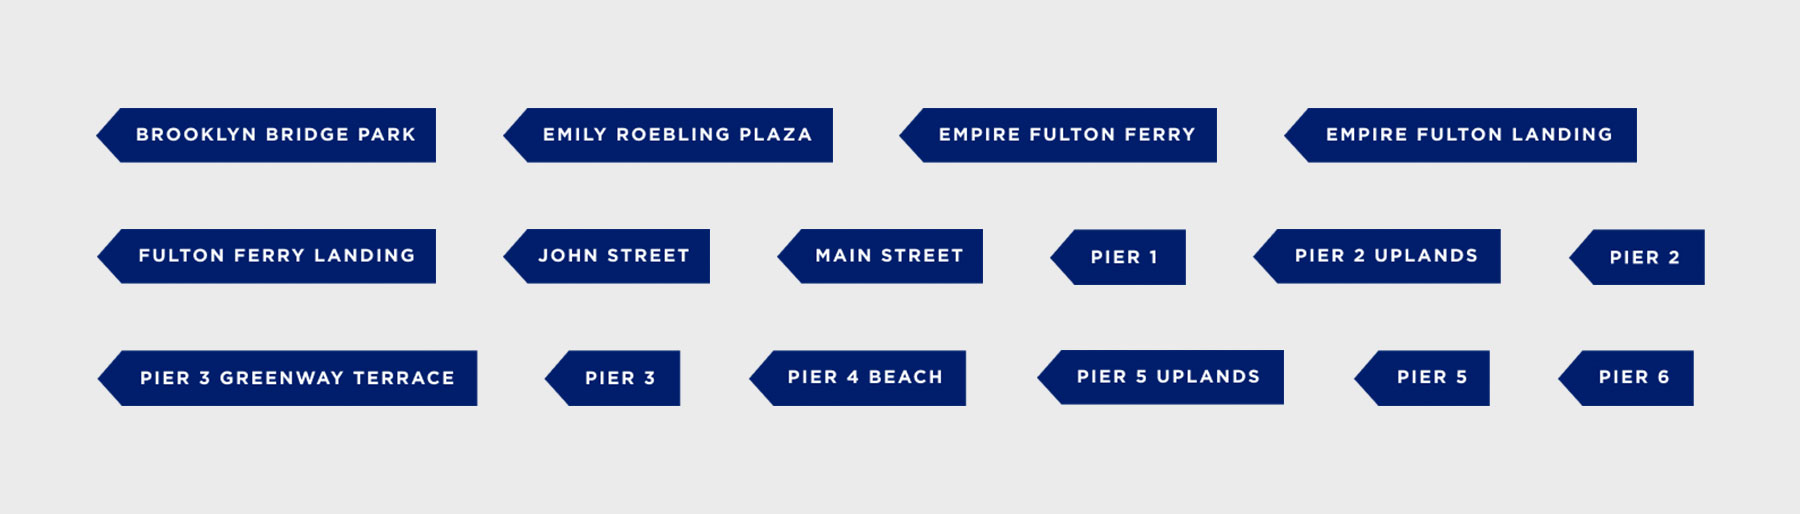 BROOKLYN BRIDGE PARK
EMILY ROEBLING PLAZA
EMPIRE FULTON FERRY
EMPIRE FULTON LANDING
FULTON FERRY LANDING
JOHN STREET
MAIN STREET
PIER 1
PIER 2 UPLANDS
PIER 2
PIER 3 GREENWAY TERRACE
PIER 3
PIER 4 BEACH
PIER 5 UPLANDS
PIER 5
PIER 6